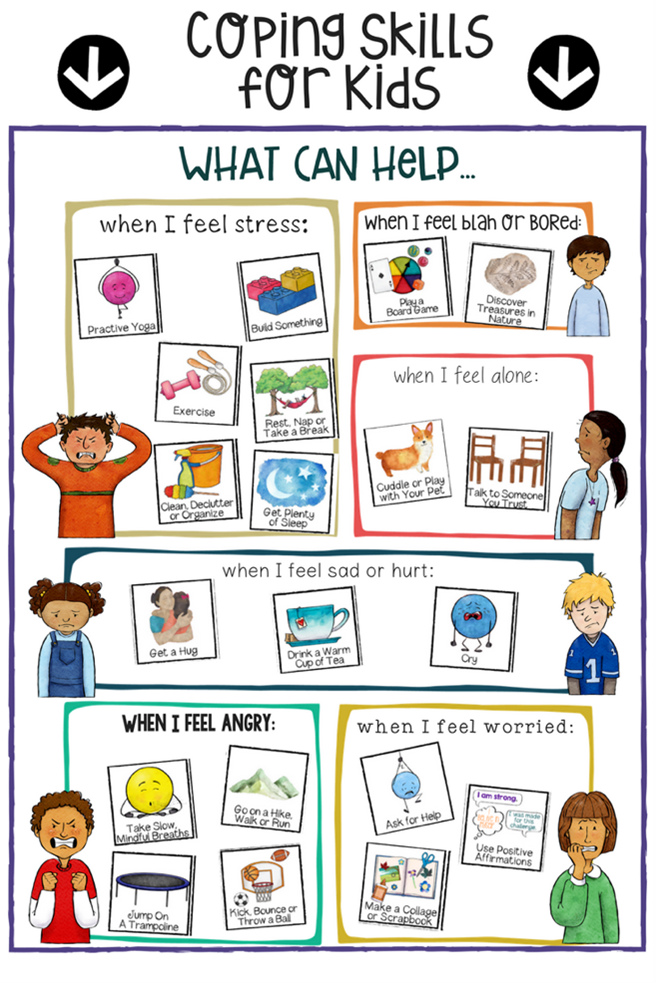 Coping Skills
for Kids
WHAT CAN HeLP...
when I feel stress:
Practive Yoga
Build Something
Exercise
Rest, Nap or
Take a Break
Clean, Declutter
or Organize
Get Plenty
of Sleep
When I feel blah or BORed:
Play a
Board Game
Discover
Treasures in
Nature
when I feel alone:
Cuddle or Play
with Your Pet
Talk to Someone
You Trust
when I feel sad or hurt:
Get a Hug
Drink a Warm
Cup of Tea
Cry
1
WHEN I FEEL ANGRY:
Take Slow,
Mindful Breaths
Go on a Hike,
Walk or Run
Jump On
A Trampoline
Kick, Bounce or
Throw a Ball
when I feel worried:
Ask for Help
I am strong.
I was made
for this
challenge.
Use Positive
Affirmations
Make a Collage
or Scrapbook